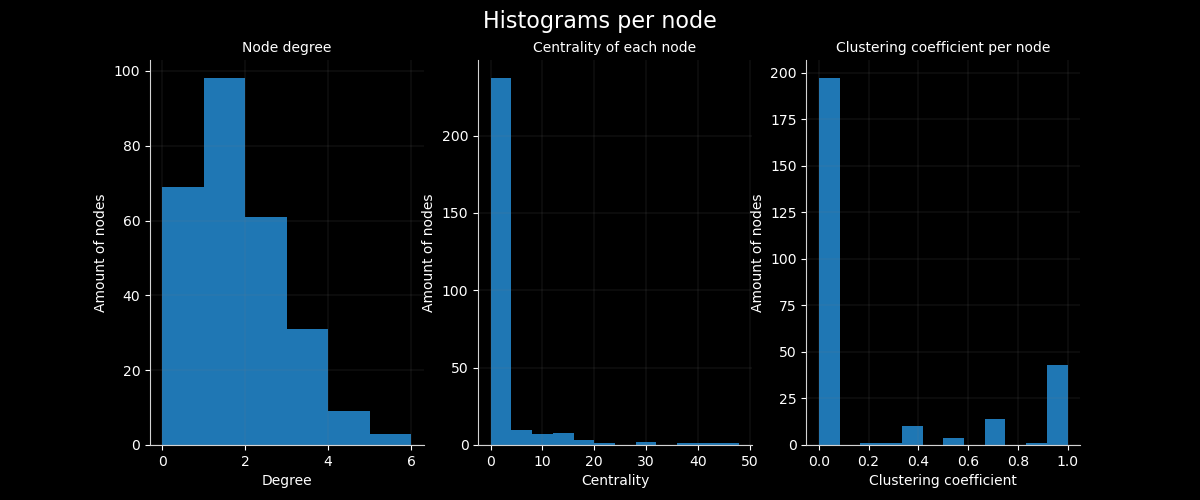 Histograms per node
Node degree
Amount of nodes
100
80
60
40
20
0
0 2 4 6
Degree
Centrality of each node
Amount of nodes
200
150
100
50
0
0 10 20 30 40 50
Centrality
Clustering coefficient per node
Amount of nodes
200
175
150
125
100
75
50
25
0
0.0 0.2 0.4 0.6 0.8 1.0
Clustering coefficient